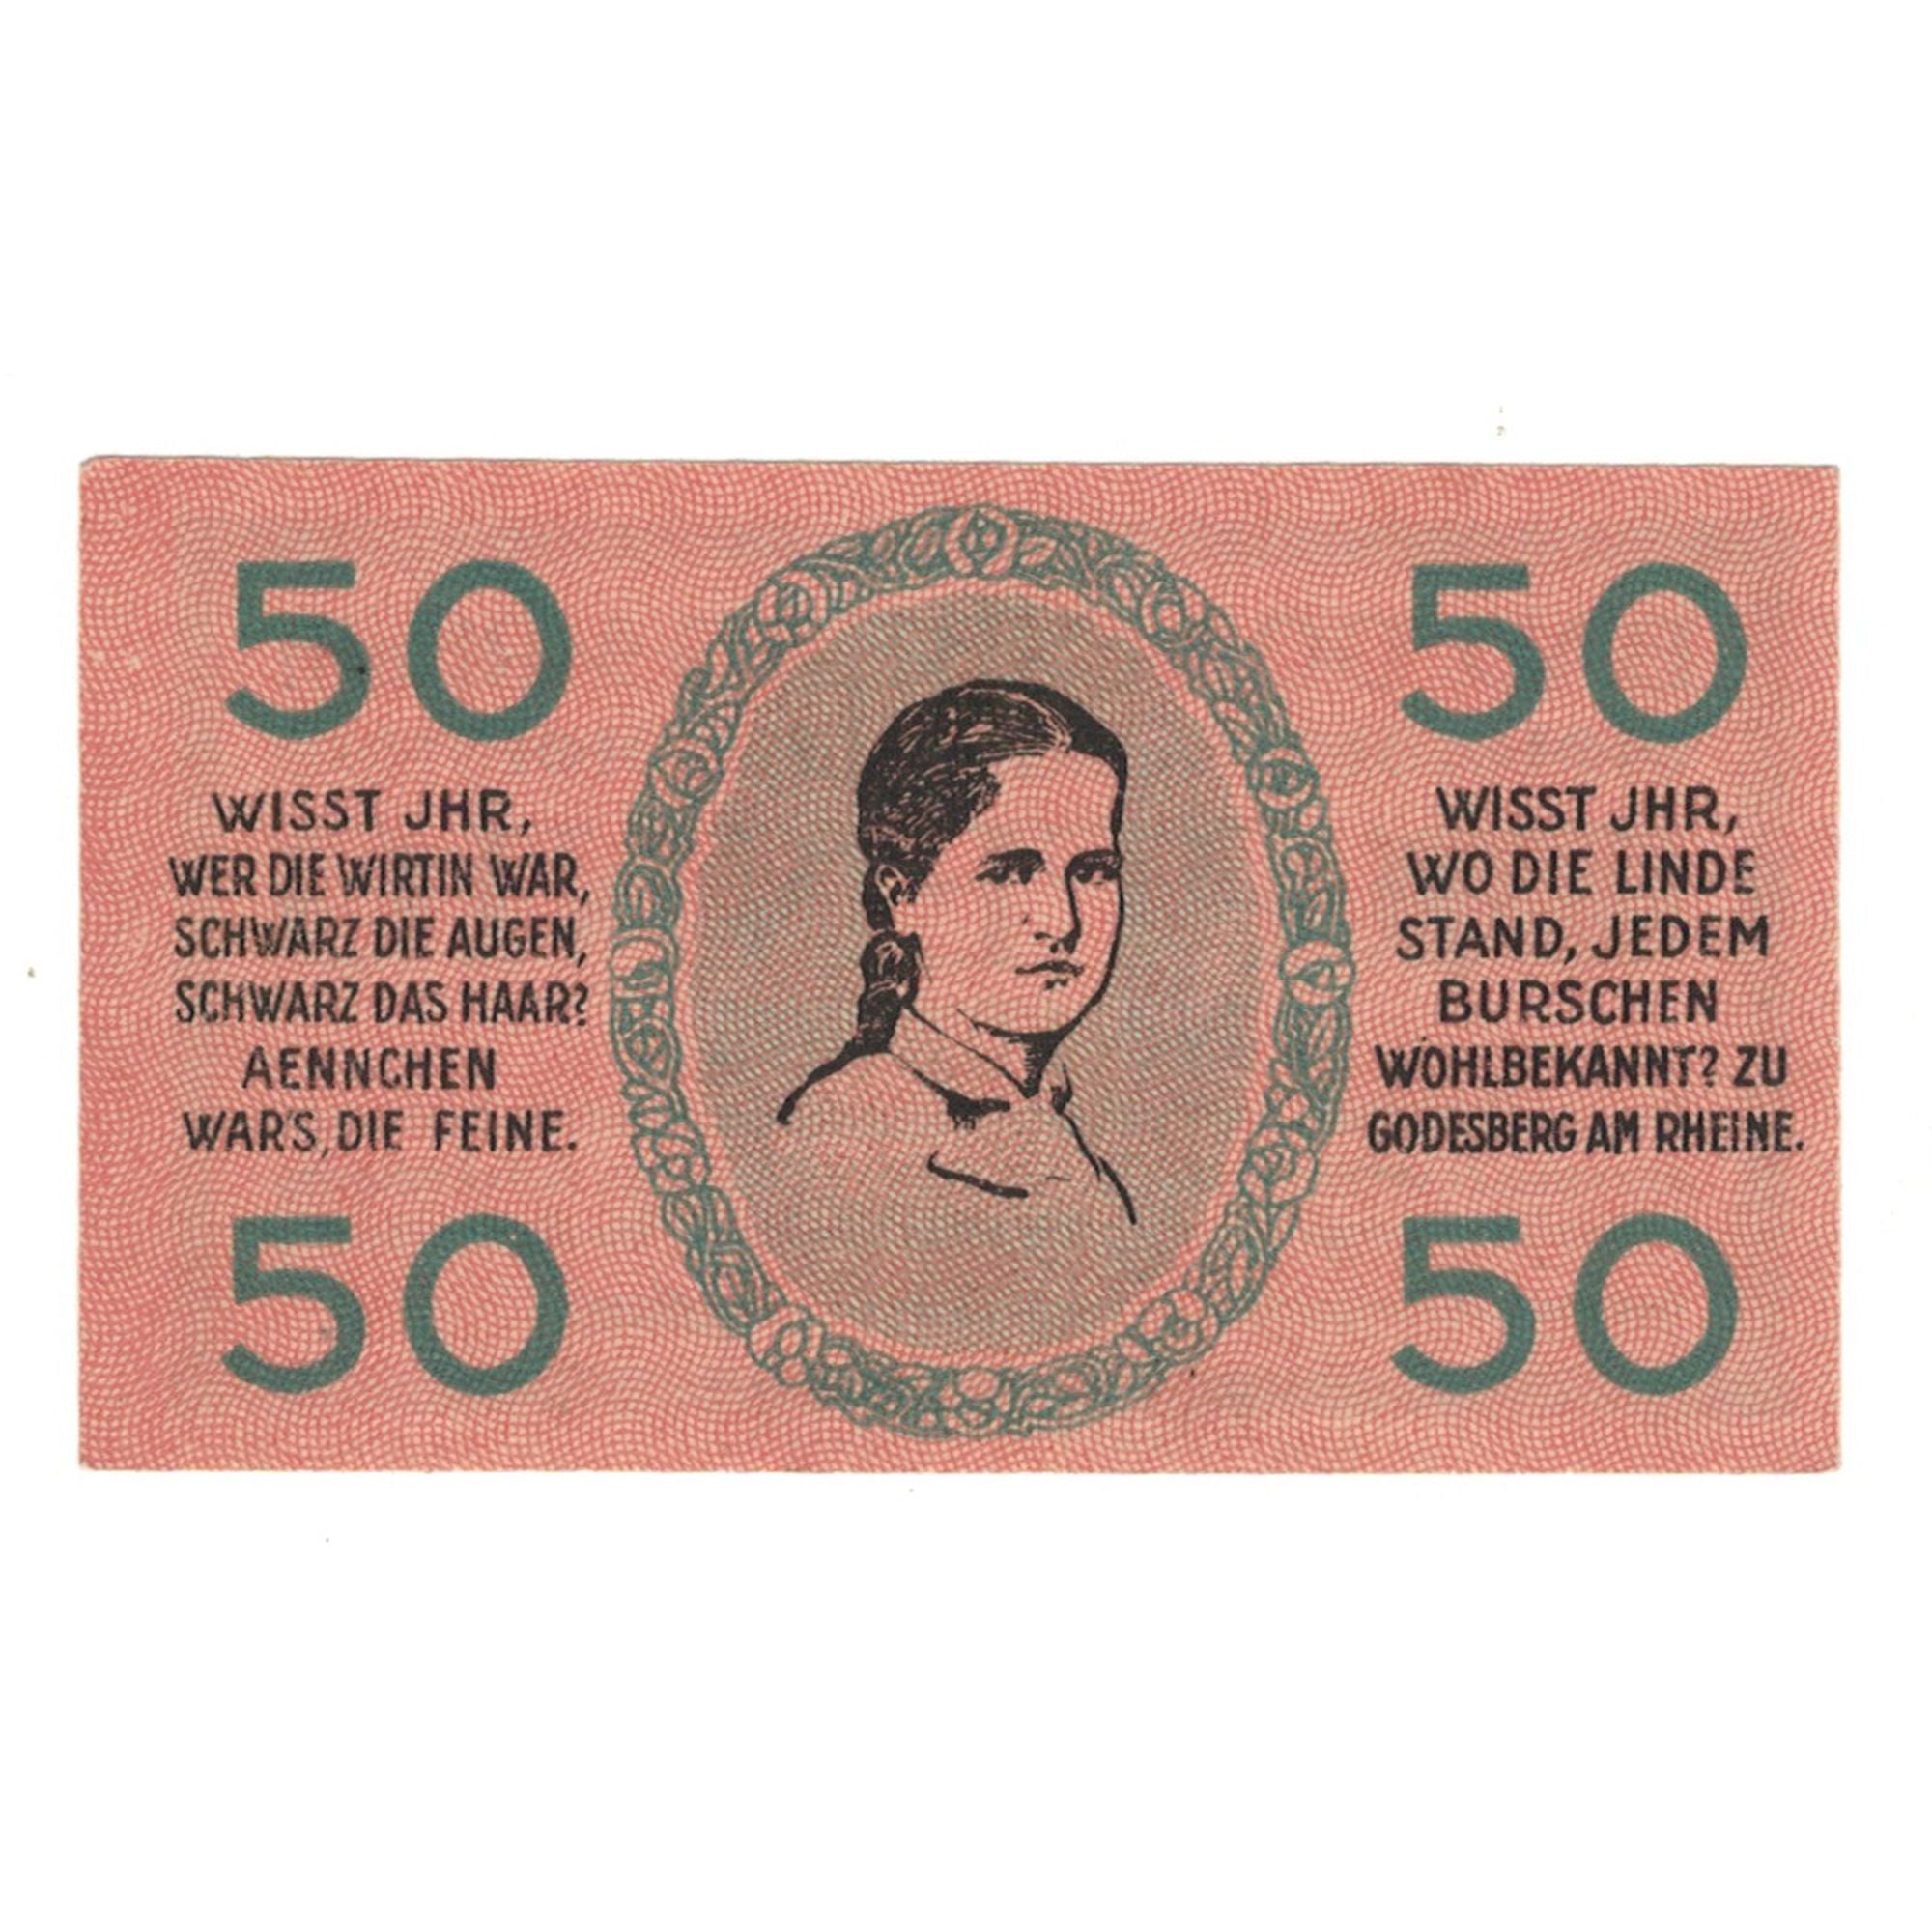 50
50
WISST JHR,
WER DIE WIRTIN WAR,
SCHWARZ DIE AUGEN,
SCHWARZ DAS HAAR?
AENNCHEN
WAR'S, DIE FEINE.
WISST JHR,
WO DIE LINDE
STAND, JEDEM
BURSCHEN
WOHLBEKANNT? ZU
GODESBERG AM RHEINE.
50
50